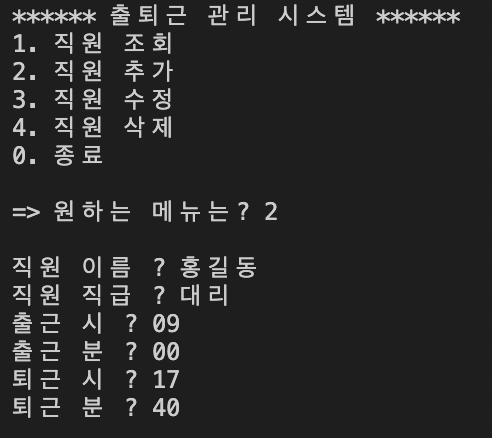 ****** 출퇴근 관리 시스템 ******
1. 직원 조회
2. 직원 추가
3. 직원 수정
4. 직원 삭제
0. 종료
=> 원하는 메뉴는? 2
직원 이름 ? 홍길동
직원 직급 ? 대리
출근 시 ? 09
출근 분 ? 00
퇴근 시 ? 17
퇴근 분 ? 40